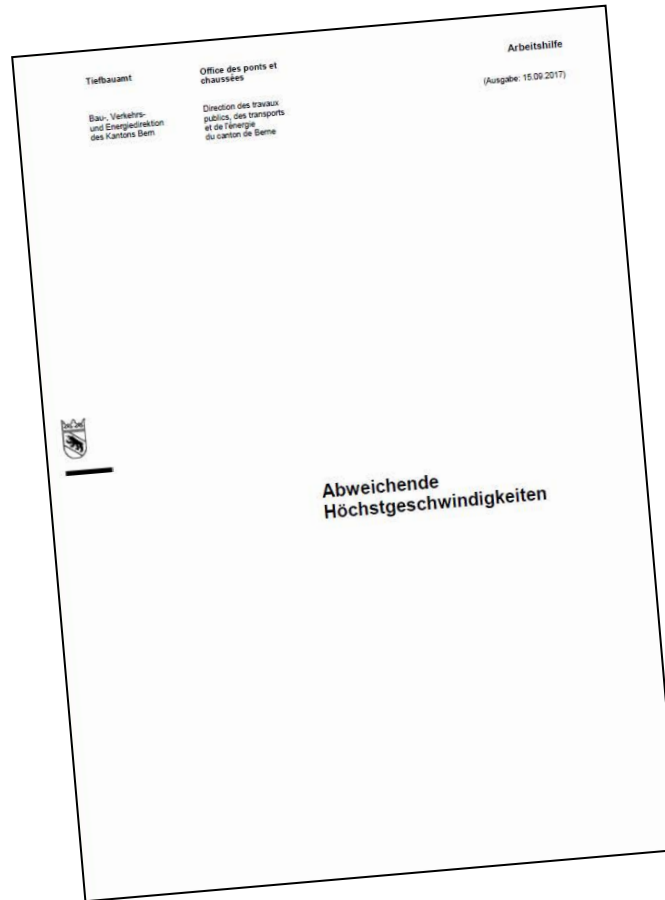 Tiefbauamt
Bau-, Verkehrs-
und Energiedirektion
des Kantons Bern
Office des ponts et
chaussées
Direction des travaux
publics, des transports
et de l'énergie
du canton de Berne
Arbeitshilfe
(Ausgabe: 15.09.2017)
Abweichende
Höchstgeschwindigkeiten